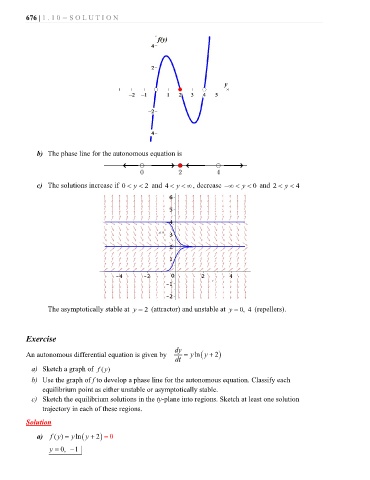 676 | 1.10 – SOLUTION
f(y)
4
2
y
−2 −1 1 2 3 4 5
−2
4
b) The phase line for the autonomous equation is
0 2 4
c) The solutions increase if 0 < y < 2 and 4 < y < ∞, decrease −∞ < y < 0 and 2 < y < 4
6
5
4
3
2
1
−4 −2 0 2 4
−1
−2
The asymptotically stable at y = 2 (attractor) and unstable at y = 0, 4 (repellers).
Exercise
An autonomous differential equation is given by dy/dt = y ln(y + 2)
a) Sketch a graph of f(y)
b) Use the graph of f to develop a phase line for the autonomous equation. Classify each
equilibrium point as either unstable or asymptotically stable.
c) Sketch the equilibrium solutions in the ty-plane into regions. Sketch at least one solution
trajectory in each of these regions.
Solution
a) f(y) = y ln(y + 2) = 0
y = 0, −1